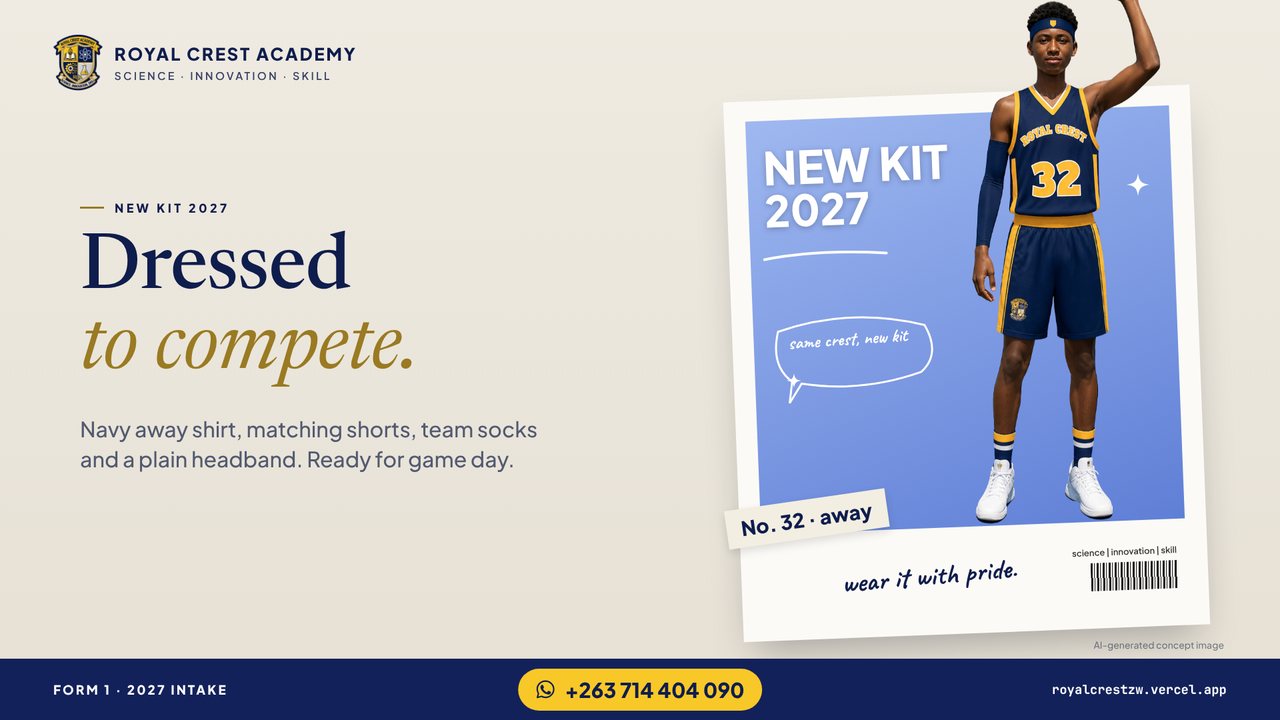 ROYAL CREST ACADEMY
SCIENCE · INNOVATION · SKILL
NEW KIT 2027
Dressed
to compete.
Navy away shirt, matching shorts, team socks
and a plain headband. Ready for game day.
NEW KIT
2027
same crest, new kit
ROYAL CREST
32
No. 32 · away
wear it with pride.
science | innovation | skill
AI-generated concept image
FORM 1 · 2027 INTAKE
+263 714 404 090
royalcrestzw.vercel.app